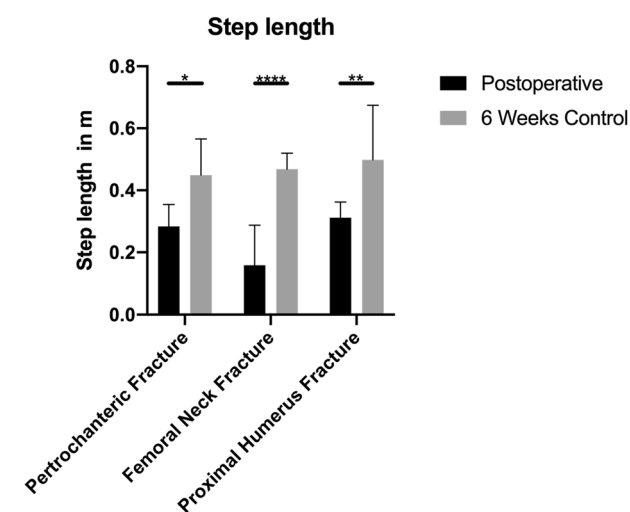 Step length
Postoperative
6 Weeks Control
Step length in m
0.8
0.6
0.4
0.2
0.0
*
****
**
Pertrochanteric Fracture
Femoral Neck Fracture
Proximal Humerus Fracture